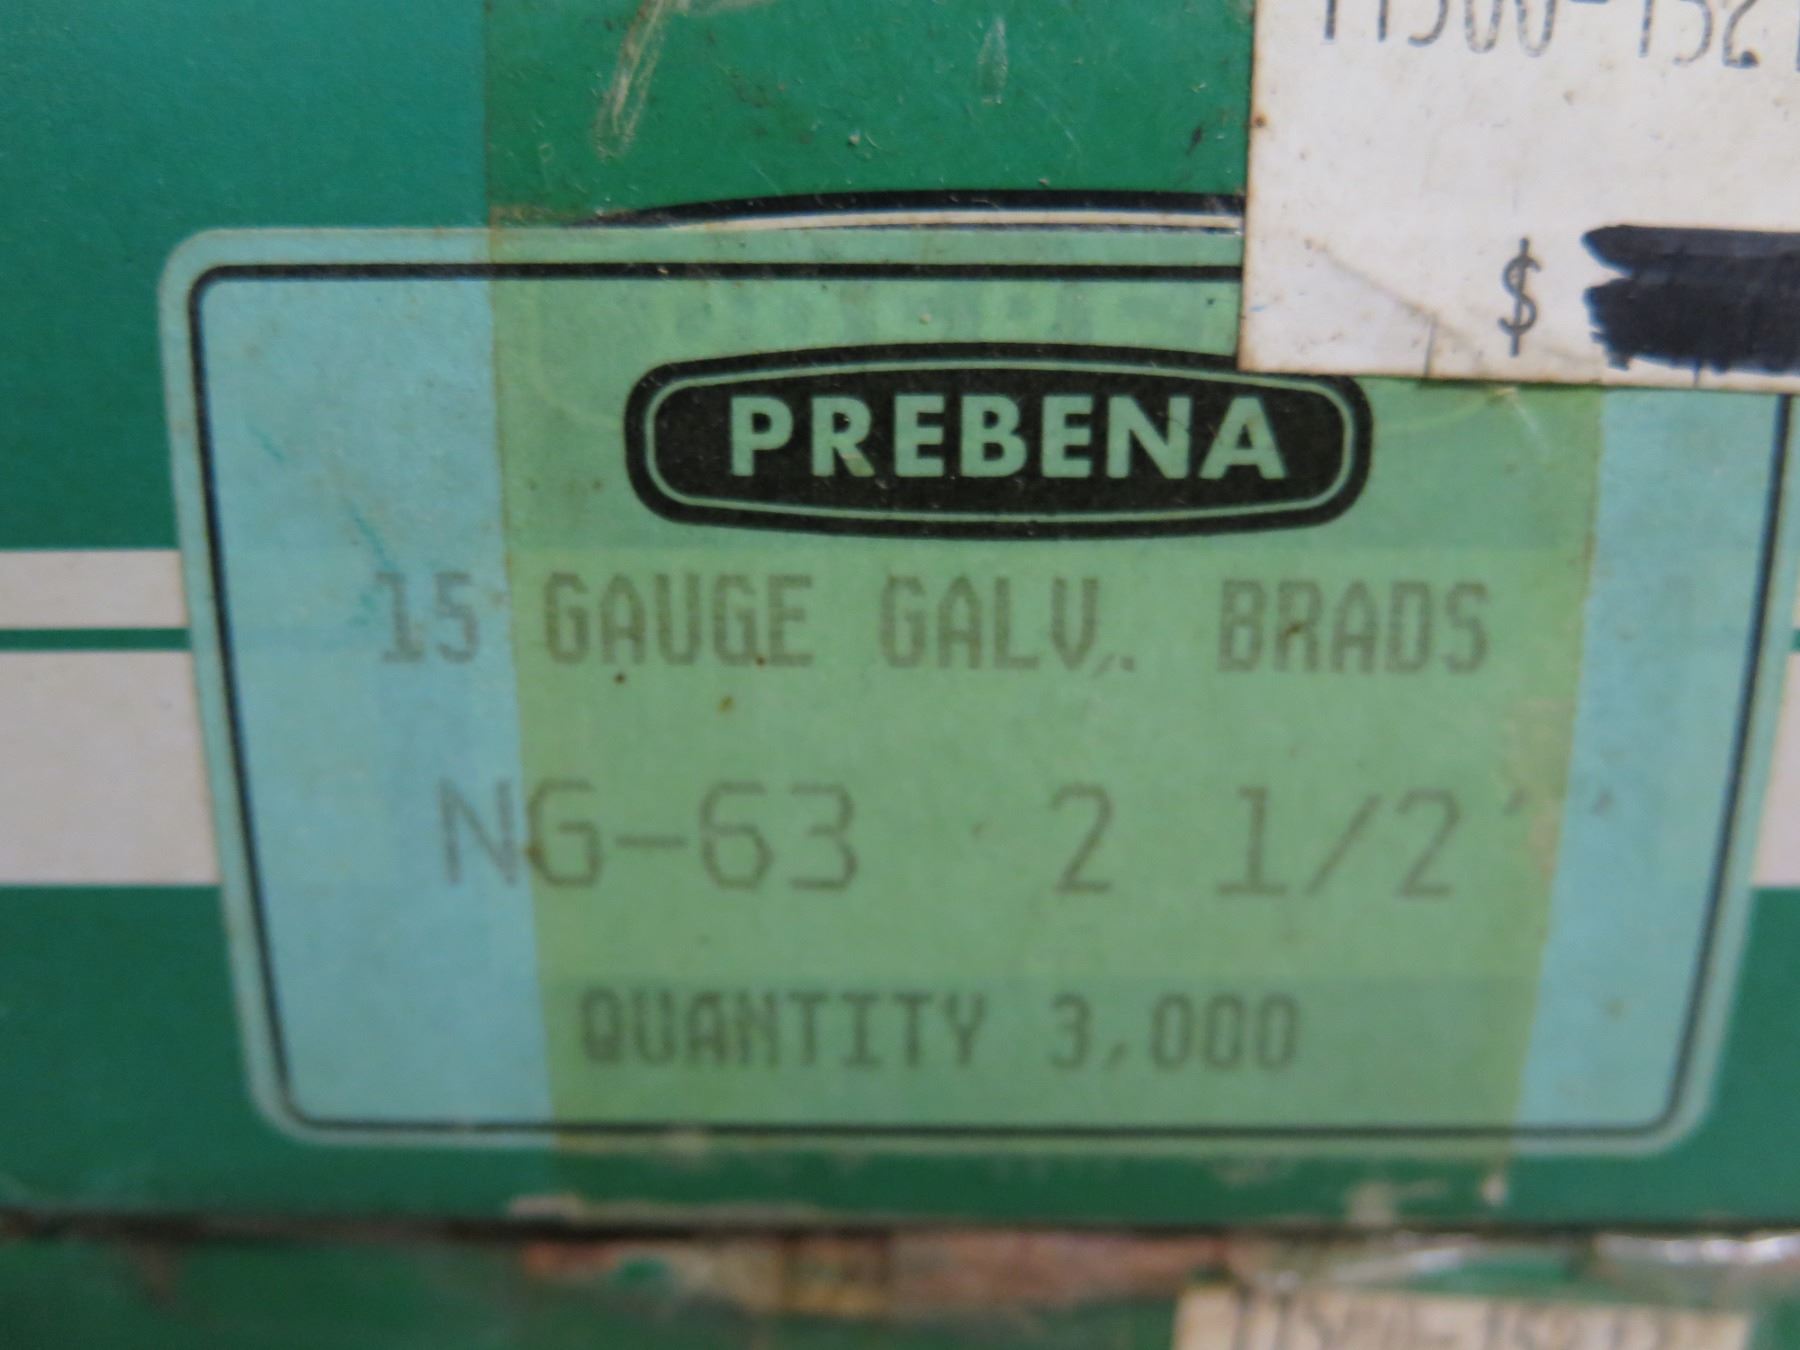 $
PREBENA
15 GAUGE GALV. BRADS
NG-63 2 1/2''
QUANTITY 3,000